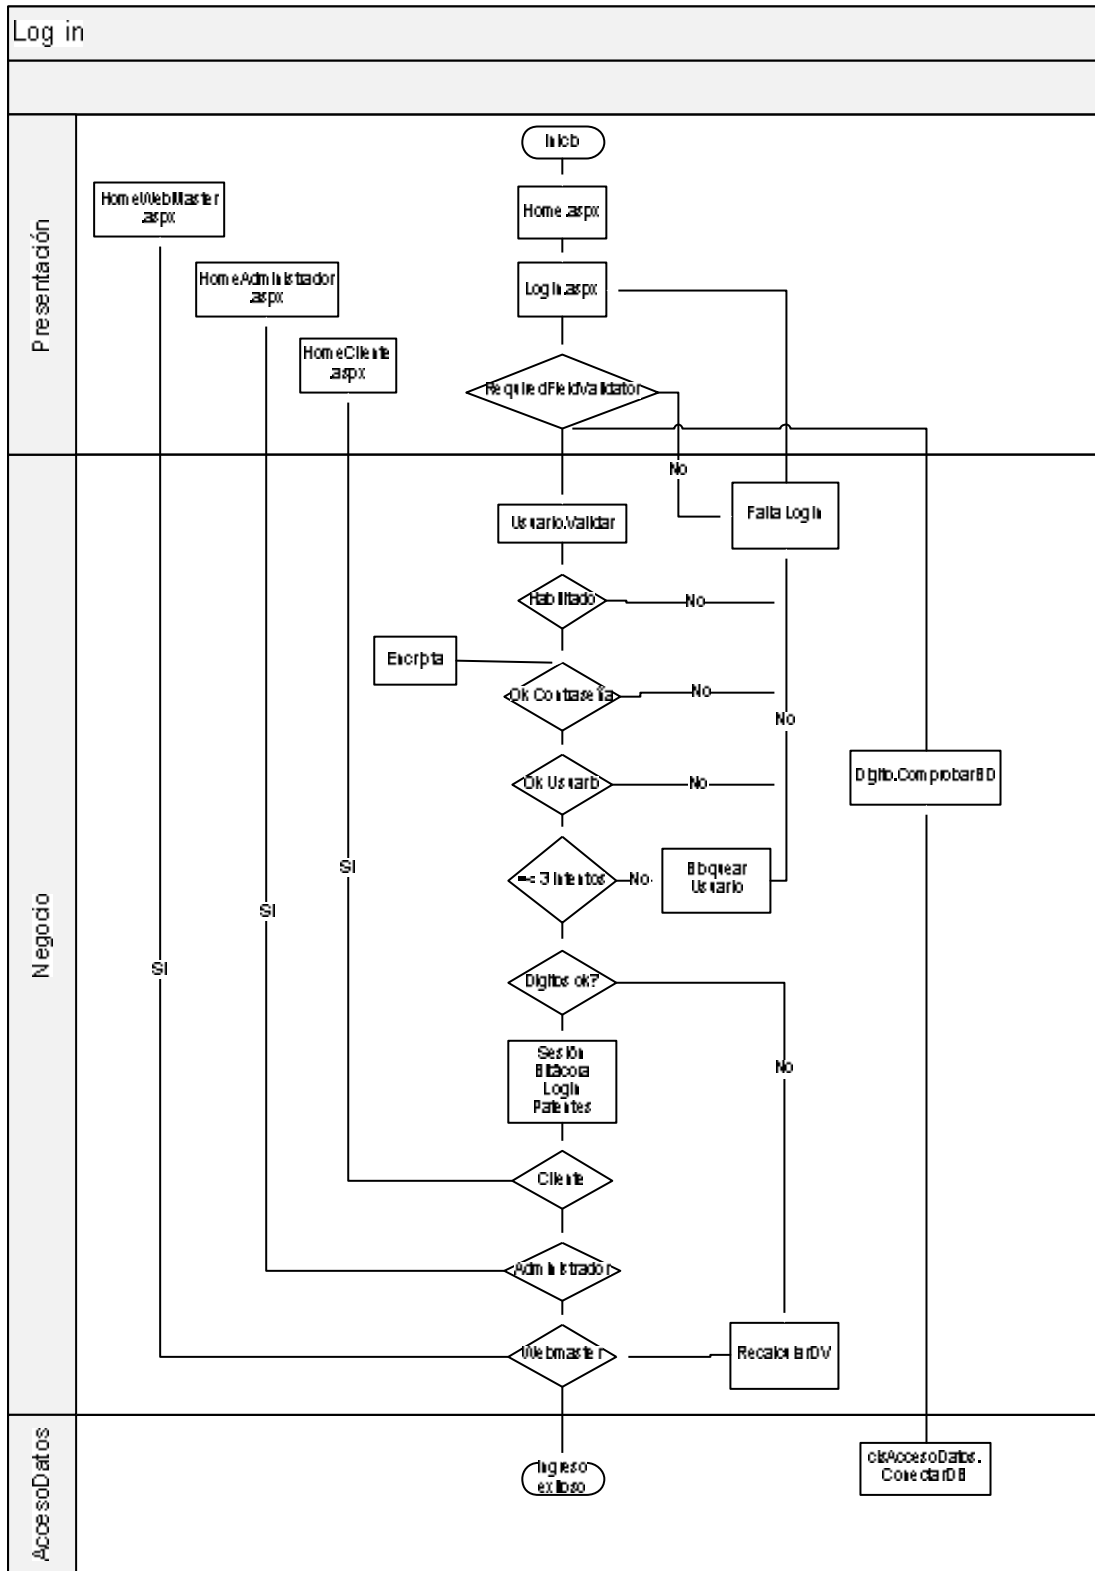 Log in
Presentación
Inicio
HomeWebMaster
.aspx
Home.aspx
HomeAdministrador
.aspx
Login.aspx
HomeCliente
.aspx
RequiredFieldValidator
Negocio
No
Falla Login
Usuario.Validar
Habilitado
No
Encripta
Ok Contraseña
No
No
Digito.ComprobarBD
Ok Usuario
No
SI
=< 3 Intentos
No
Bloquear
Usuario
SI
SI
Digitos ok?
Sesión
Bitácora
Login
Patentes
No
Cliente
Administrador
Webmaster
RecalcularDV
AccesoDatos
Ingreso
exitoso
clsAccesoDatos.
ConectarDB